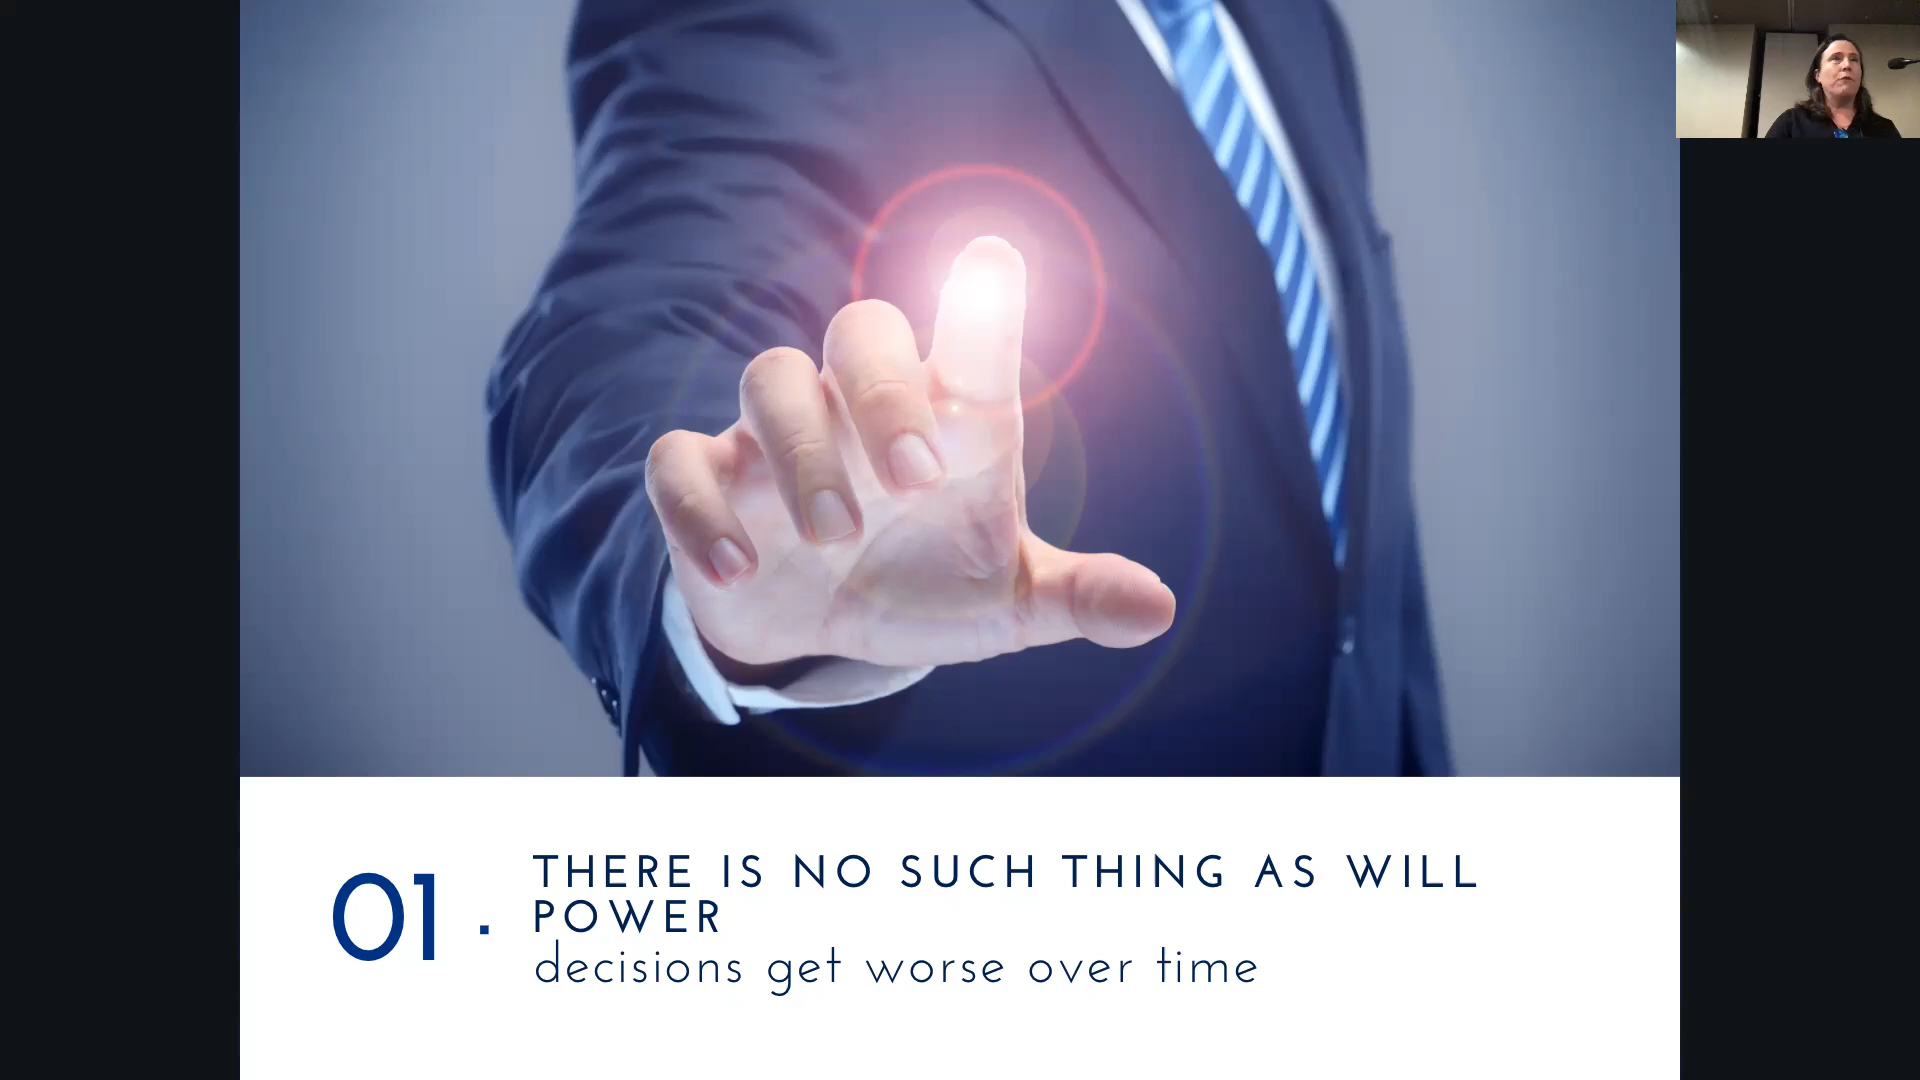 01.
THERE IS NO SUCH THING AS WILL
POWER
decisions get worse over time